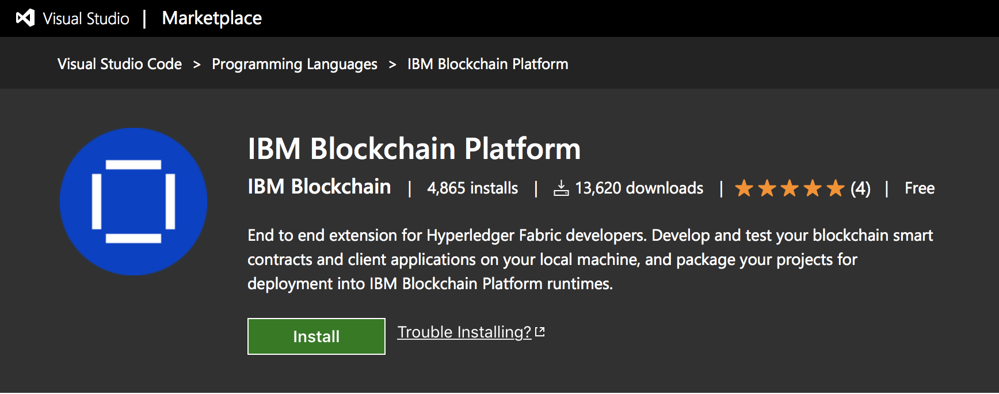 Visual Studio | Marketplace
Visual Studio Code > Programming Languages > IBM Blockchain Platform
IBM Blockchain Platform
IBM Blockchain | 4,865 installs | 13,620 downloads | ★★★★★ (4) | Free
End to end extension for Hyperledger Fabric developers. Develop and test your blockchain smart
contracts and client applications on your local machine, and package your projects for
deployment into IBM Blockchain Platform runtimes.
Install
Trouble Installing?